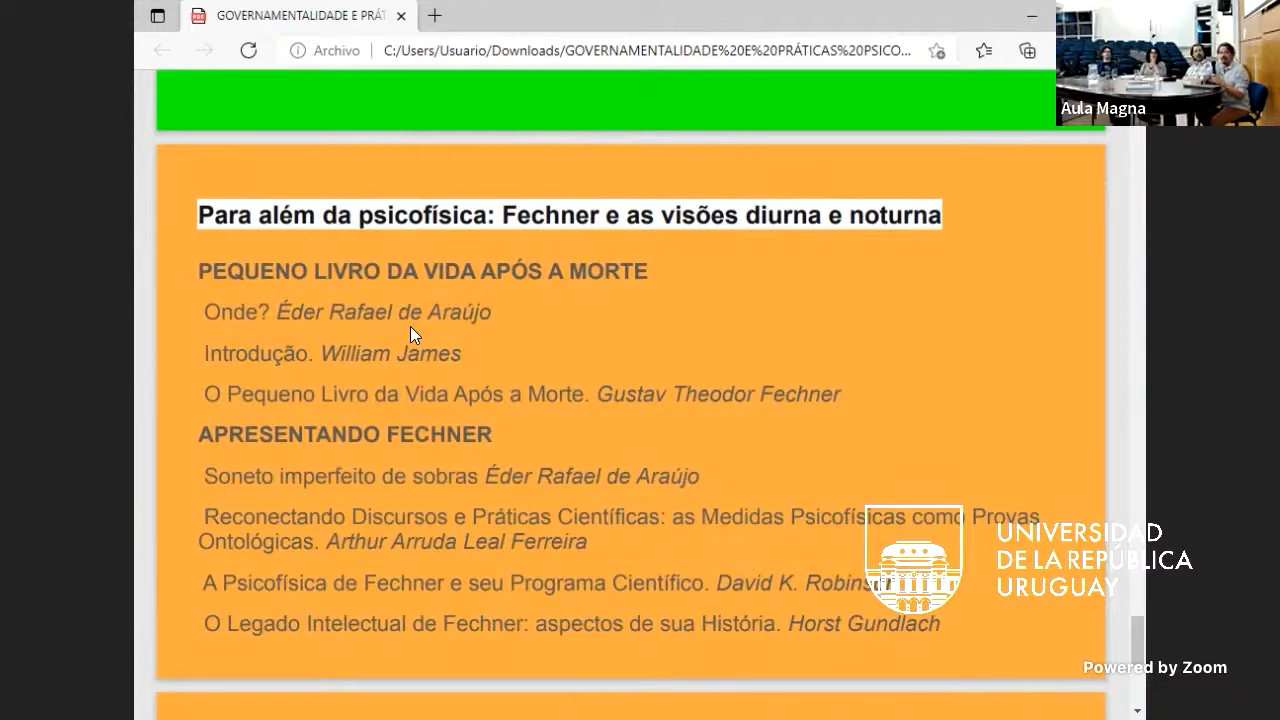 GOVERNAMENTALIDADE E PRÁT
Archivo
C:/Users/Usuario/Downloads/GOVERNAMENTALIDADE%20E%20PRÁTICAS%20PSICO...
Aula Magna
Para além da psicofísica: Fechner e as visões diurna e noturna
PEQUENO LIVRO DA VIDA APÓS A MORTE
Onde? Éder Rafael de Araújo
Introdução. William James
O Pequeno Livro da Vida Após a Morte. Gustav Theodor Fechner
APRESENTANDO FECHNER
Soneto imperfeito de sobras Éder Rafael de Araújo
Reconectando Discursos e Práticas Científicas: as Medidas Psicofísicas como Provas
Ontológicas. Arthur Arruda Leal Ferreira
A Psicofísica de Fechner e seu Programa Científico. David K. Robinson
O Legado Intelectual de Fechner: aspectos de sua História. Horst Gundlach
UNIVERSIDAD
DE LA REPÚBLICA
URUGUAY
Powered by Zoom